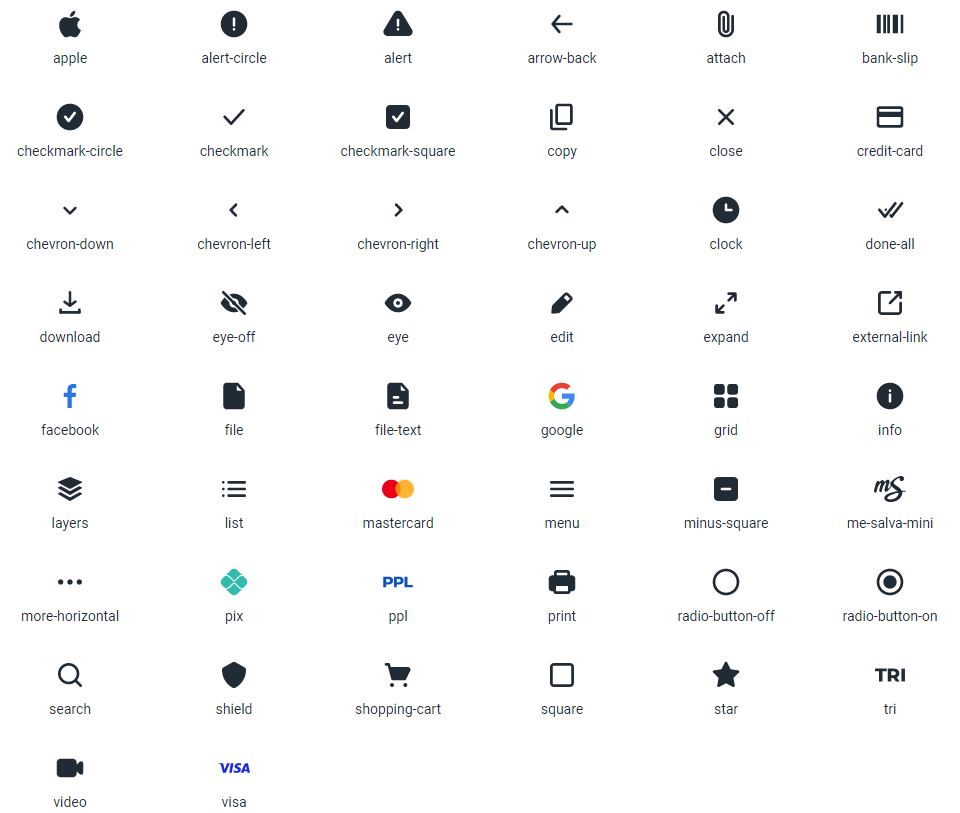 apple alert-circle alert arrow-back attach bank-slip
checkmark-circle checkmark checkmark-square copy close credit-card
chevron-down chevron-left chevron-right chevron-up clock done-all
download eye-off eye edit expand external-link
facebook file file-text google grid info
mS
layers list mastercard menu minus-square me-salva-mini
PPL
more-horizontal pix ppl print radio-button-off radio-button-on
TRI
search shield shopping-cart square star tri
VISA
video visa